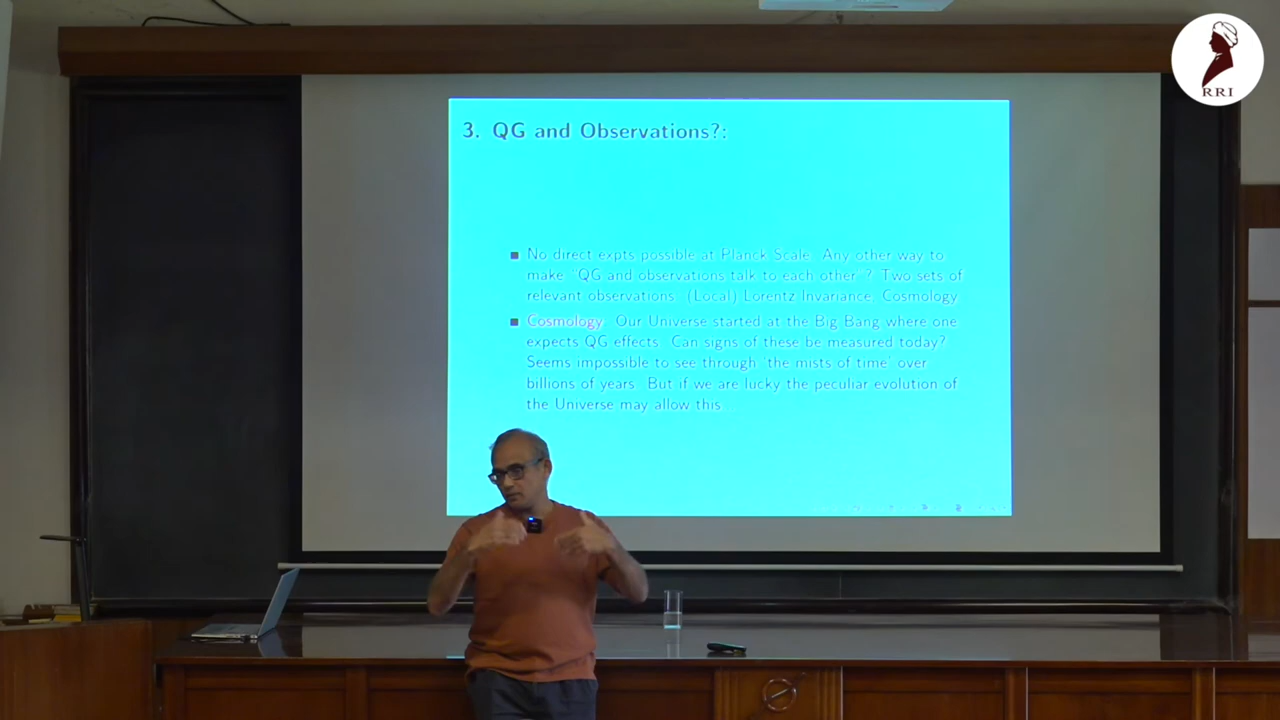 RRI
3. QG and Observations?:
No direct expts possible at Planck Scale. Any other way to
make "QG and observations talk to each other"? Two sets of
relevant observations: (Local) Lorentz Invariance, Cosmology
Cosmology: Our Universe started at the Big Bang where one
expects QG effects. Can signs of these be measured today?
Seems impossible to see through 'the mists of time' over
billions of years. But if we are lucky the peculiar evolution of
the Universe may allow this...